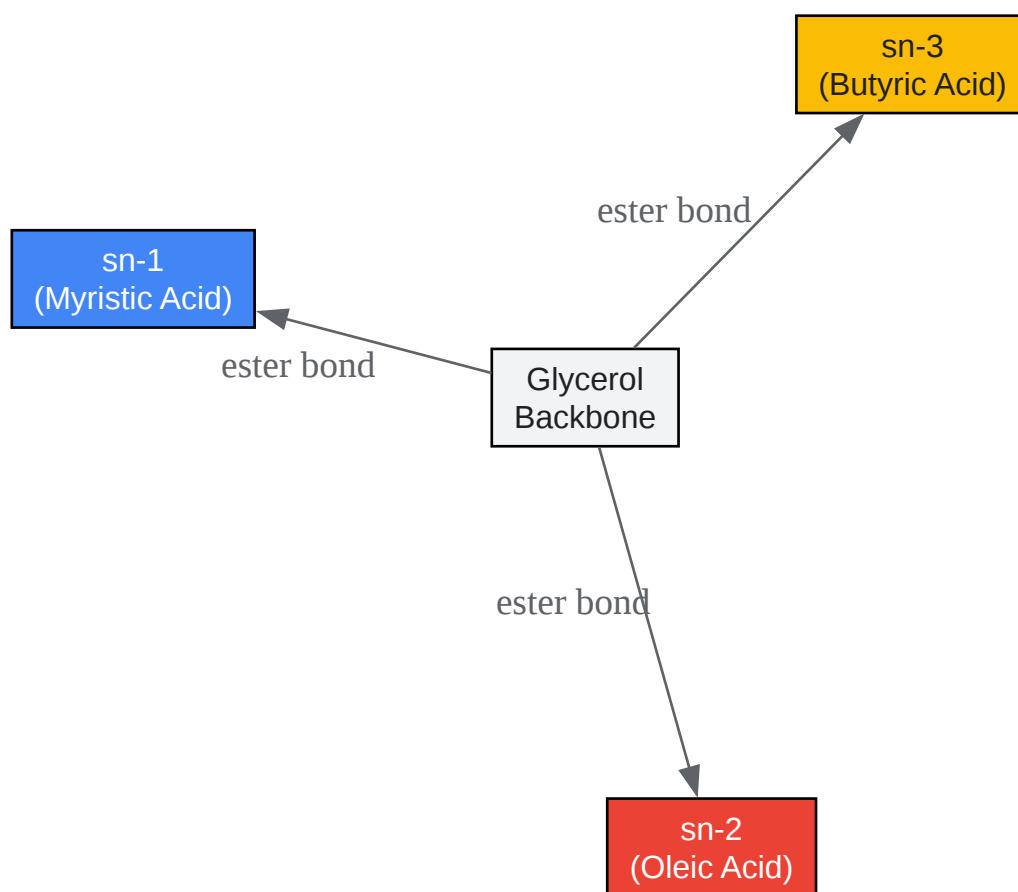 sn-3
(Butyric Acid)
ester bond
sn-1
(Myristic Acid)
ester bond
Glycerol
Backbone
ester bond
sn-2
(Oleic Acid)